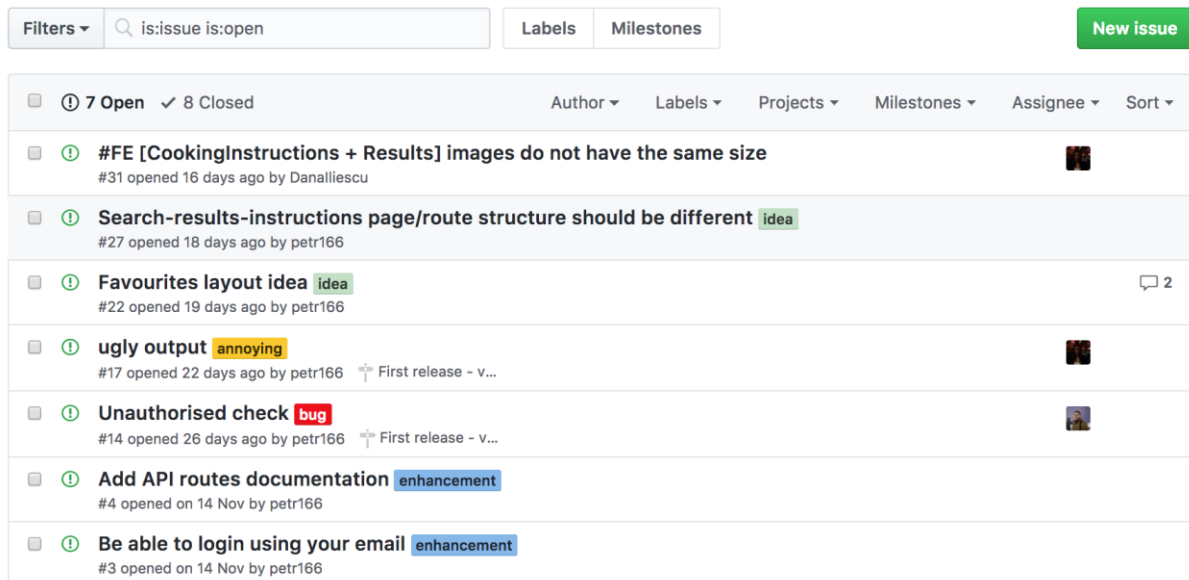 Filters is:issue is:open Labels Milestones New issue
7 Open 8 Closed Author Labels Projects Milestones Assignee Sort
#FE [CookingInstructions + Results] images do not have the same size
#31 opened 16 days ago by Danalliescu
Search-results-instructions page/route structure should be different idea
#27 opened 18 days ago by petr166
Favourites layout idea idea 2
#22 opened 19 days ago by petr166
ugly output annoying
#17 opened 22 days ago by petr166 First release - v...
Unauthorised check bug
#14 opened 26 days ago by petr166 First release - v...
Add API routes documentation enhancement
#4 opened on 14 Nov by petr166
Be able to login using your email enhancement
#3 opened on 14 Nov by petr166